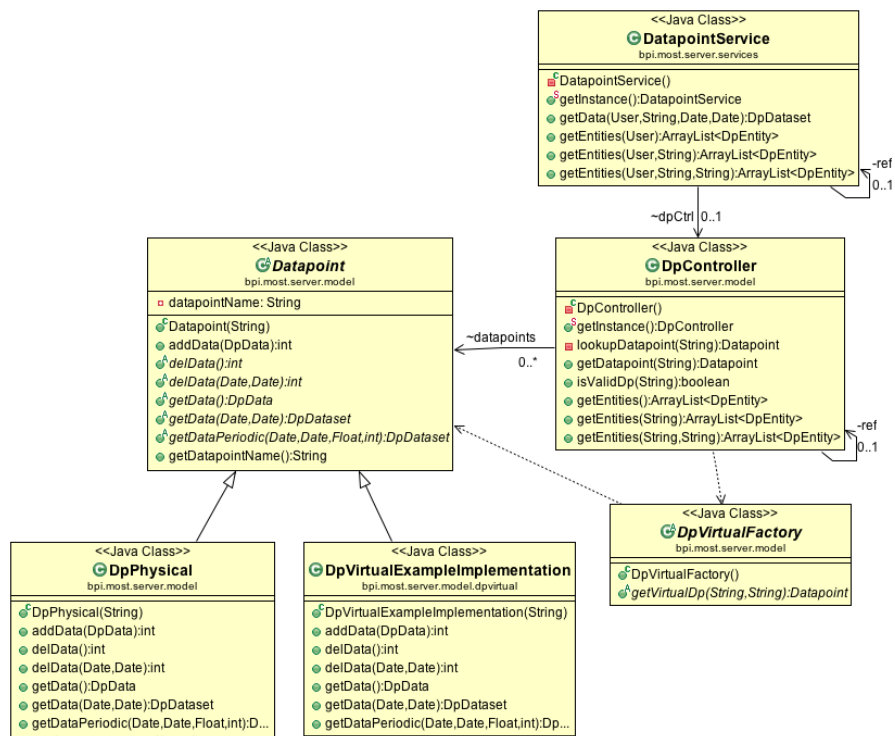 <<Java Class>>
DatapointService
bpi.most.server.services
DatapointService()
getInstance():DatapointService
getData(User,String,Date,Date):DpDataset
getEntities(User):ArrayList<DpEntity>
getEntities(User,String):ArrayList<DpEntity>
getEntities(User,String,String):ArrayList<DpEntity>
-ref
0..1
~dpCtrl 0..1
<<Java Class>>
Datapoint
bpi.most.server.model
datapointName: String
Datapoint(String)
addData(DpData):int
delData():int
delData(Date,Date):int
getData():DpData
getData(Date,Date):DpDataset
getDataPeriodic(Date,Date,Float,int):DpDataset
getDatapointName():String
~datapoints
0..*
<<Java Class>>
DpController
bpi.most.server.model
DpController()
getInstance():DpController
lookupDatapoint(String):Datapoint
getDatapoint(String):Datapoint
isValidDp(String):boolean
getEntities():ArrayList<DpEntity>
getEntities(String):ArrayList<DpEntity>
getEntities(String,String):ArrayList<DpEntity>
-ref
0..1
<<Java Class>>
DpVirtualFactory
bpi.most.server.model
DpVirtualFactory()
getVirtualDp(String,String):Datapoint
<<Java Class>>
DpPhysical
bpi.most.server.model
DpPhysical(String)
addData(DpData):int
delData():int
delData(Date,Date):int
getData():DpData
getData(Date,Date):DpDataset
getDataPeriodic(Date,Date,Float,int):D...
<<Java Class>>
DpVirtualExampleImplementation
bpi.most.server.model.dpvirtual
DpVirtualExampleImplementation(String)
addData(DpData):int
delData():int
delData(Date,Date):int
getData():DpData
getData(Date,Date):DpDataset
getDataPeriodic(Date,Date,Float,int):Dp...